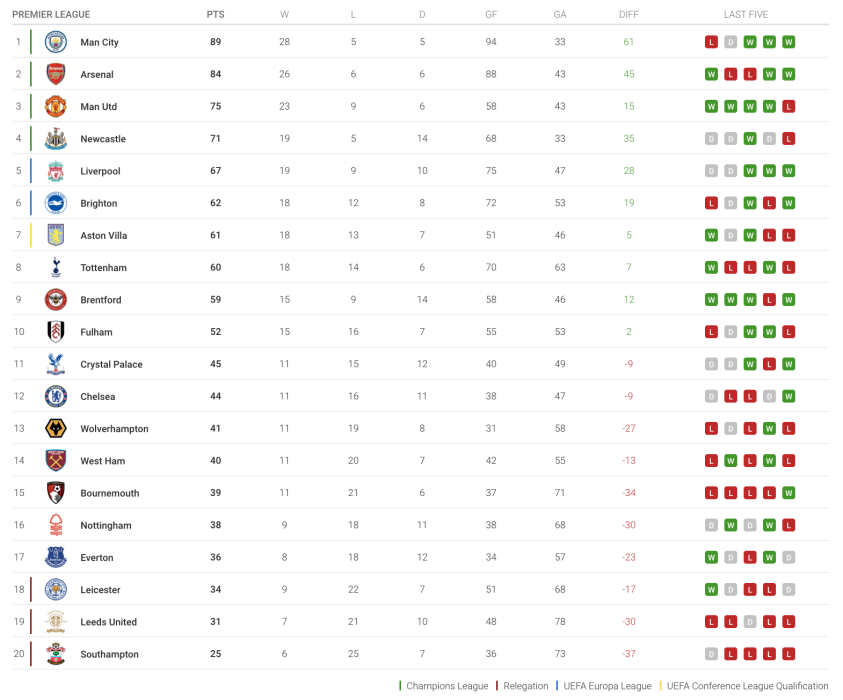 PREMIER LEAGUE PTS W L D GF GA DIFF LAST FIVE
1 Man City 89 28 5 5 94 33 61 L D W W W
2 Arsenal 84 26 6 6 88 43 45 W L L W W
3 Man Utd 75 23 9 6 58 43 15 W W W W L
4 Newcastle 71 19 5 14 68 33 35 D D W D L
5 Liverpool 67 19 9 10 75 47 28 D D W W W
6 Brighton 62 18 12 8 72 53 19 L D W L W
7 Aston Villa 61 18 13 7 51 46 5 W D W L L
8 Tottenham 60 18 14 6 70 63 7 W L L W L
9 Brentford 59 15 9 14 58 46 12 W W W L W
10 Fulham 52 15 16 7 55 53 2 L D W W L
11 Crystal Palace 45 11 15 12 40 49 -9 D D W L W
12 Chelsea 44 11 16 11 38 47 -9 D L L D W
13 Wolverhampton 41 11 19 8 31 58 -27 L D L W L
14 West Ham 40 11 20 7 42 55 -13 L W L W L
15 Bournemouth 39 11 21 6 37 71 -34 L L L L W
16 Nottingham 38 9 18 11 38 68 -30 D W D W L
17 Everton 36 8 18 12 34 57 -23 W D L W D
18 Leicester 34 9 22 7 51 68 -17 W D L L D
19 Leeds United 31 7 21 10 48 78 -30 L L D L L
20 Southampton 25 6 25 7 36 73 -37 D L L L L
Champions League Relegation UEFA Europa League UEFA Conference League Qualification